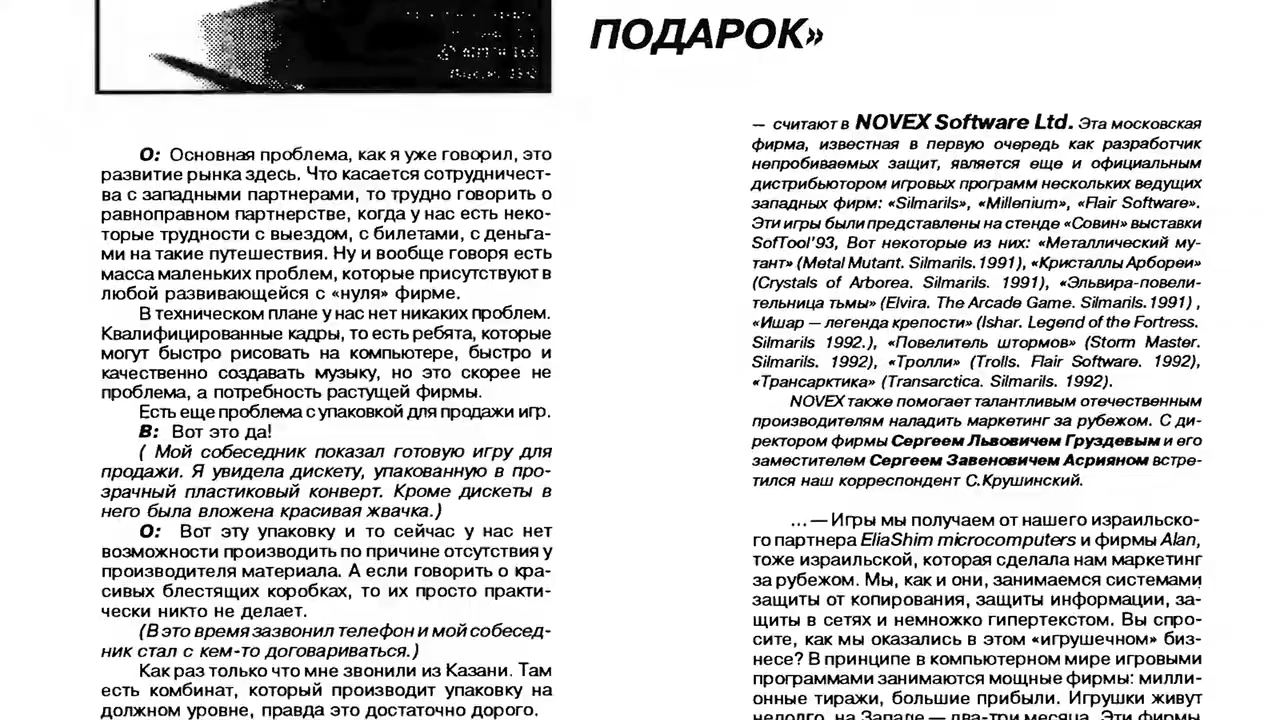 ПОДАРОК»
О: Основная проблема, как я уже говорил, это
развитие рынка здесь. Что касается сотрудничест-
ва с западными партнерами, то трудно говорить о
равноправном партнерстве, когда у нас есть неко-
торые трудности с выездом, с билетами, с деньга-
ми на такие путешествия. Ну и вообще говоря есть
масса маленьких проблем, которые присутствуют в
любой развивающейся с «нуля» фирме.
В техническом плане у нас нет никаких проблем.
Квалифицированные кадры, то есть ребята, которые
могут быстро рисовать на компьютере, быстро и
качественно создавать музыку, но это скорее не
проблема, а потребность растущей фирмы.
Есть еще проблема с упаковкой для продажи игр.
В: Вот это да!
( Мой собеседник показал готовую игру для
продажи. Я увидела дискету, упакованную в про-
зрачный пластиковый конверт. Кроме дискеты в
него была вложена красивая жвачка.)
О: Вот эту упаковку и то сейчас у нас нет
возможности производить по причине отсутствия у
производителя материала. А если говорить о кра-
сивых блестящих коробках, то их просто практи-
чески никто не делает.
(В это время зазвонил телефон и мой собесед-
ник стал с кем-то договариваться.)
Как раз только что мне звонили из Казани. Там
есть комбинат, который производит упаковку на
должном уровне, правда это достаточно дорого.
— считают в NOVEX Software Ltd. Эта московская
фирма, известная в первую очередь как разработчик
непробиваемых защит, является еще и официальным
дистрибьютором игровых программ нескольких ведущих
западных фирм: «Silmarils», «Millenium», «Flair Software».
Эти игры были представлены на стенде «Совин» выставки
SofTool'93, Вот некоторые из них: «Металлический му-
тант» (Metal Mutant. Silmarils. 1991), «Кристаллы Арбореи»
(Crystals of Arborea. Silmarils. 1991), «Эльвира-повели-
тельница тьмы» (Elvira. The Arcade Game. Silmarils. 1991) ,
«Ишар — легенда крепости» (Ishar. Legend of the Fortress.
Silmarils 1992.), «Повелитель штормов» (Storm Master.
Silmarils. 1992), «Тролли» (Trolls. Flair Software. 1992),
«Трансарктика» (Transarctica. Silmarils. 1992).
NOVEX также помогает талантливым отечественным
производителям наладить маркетинг за рубежом. С ди-
ректором фирмы Сергеем Львовичем Груздевым и его
заместителем Сергеем Завеновичем Асрияном встре-
тился наш корреспондент С.Крушинский.
... — Игры мы получаем от нашего израильско-
го партнера EliaShim microcomputers и фирмы Alan,
тоже израильской, которая сделала нам маркетинг
за рубежом. Мы, как и они, занимаемся системами
защиты от копирования, защиты информации, за-
щиты в сетях и немножко гипертекстом. Вы спро-
сите, как мы оказались в этом «игрушечном» биз-
несе? В принципе в компьютерном мире игровыми
программами занимаются мощные фирмы: милли-
онные тиражи, большие прибыли. Игрушки живут
недолго, на Западе — два-три месяца. Эти фирмы